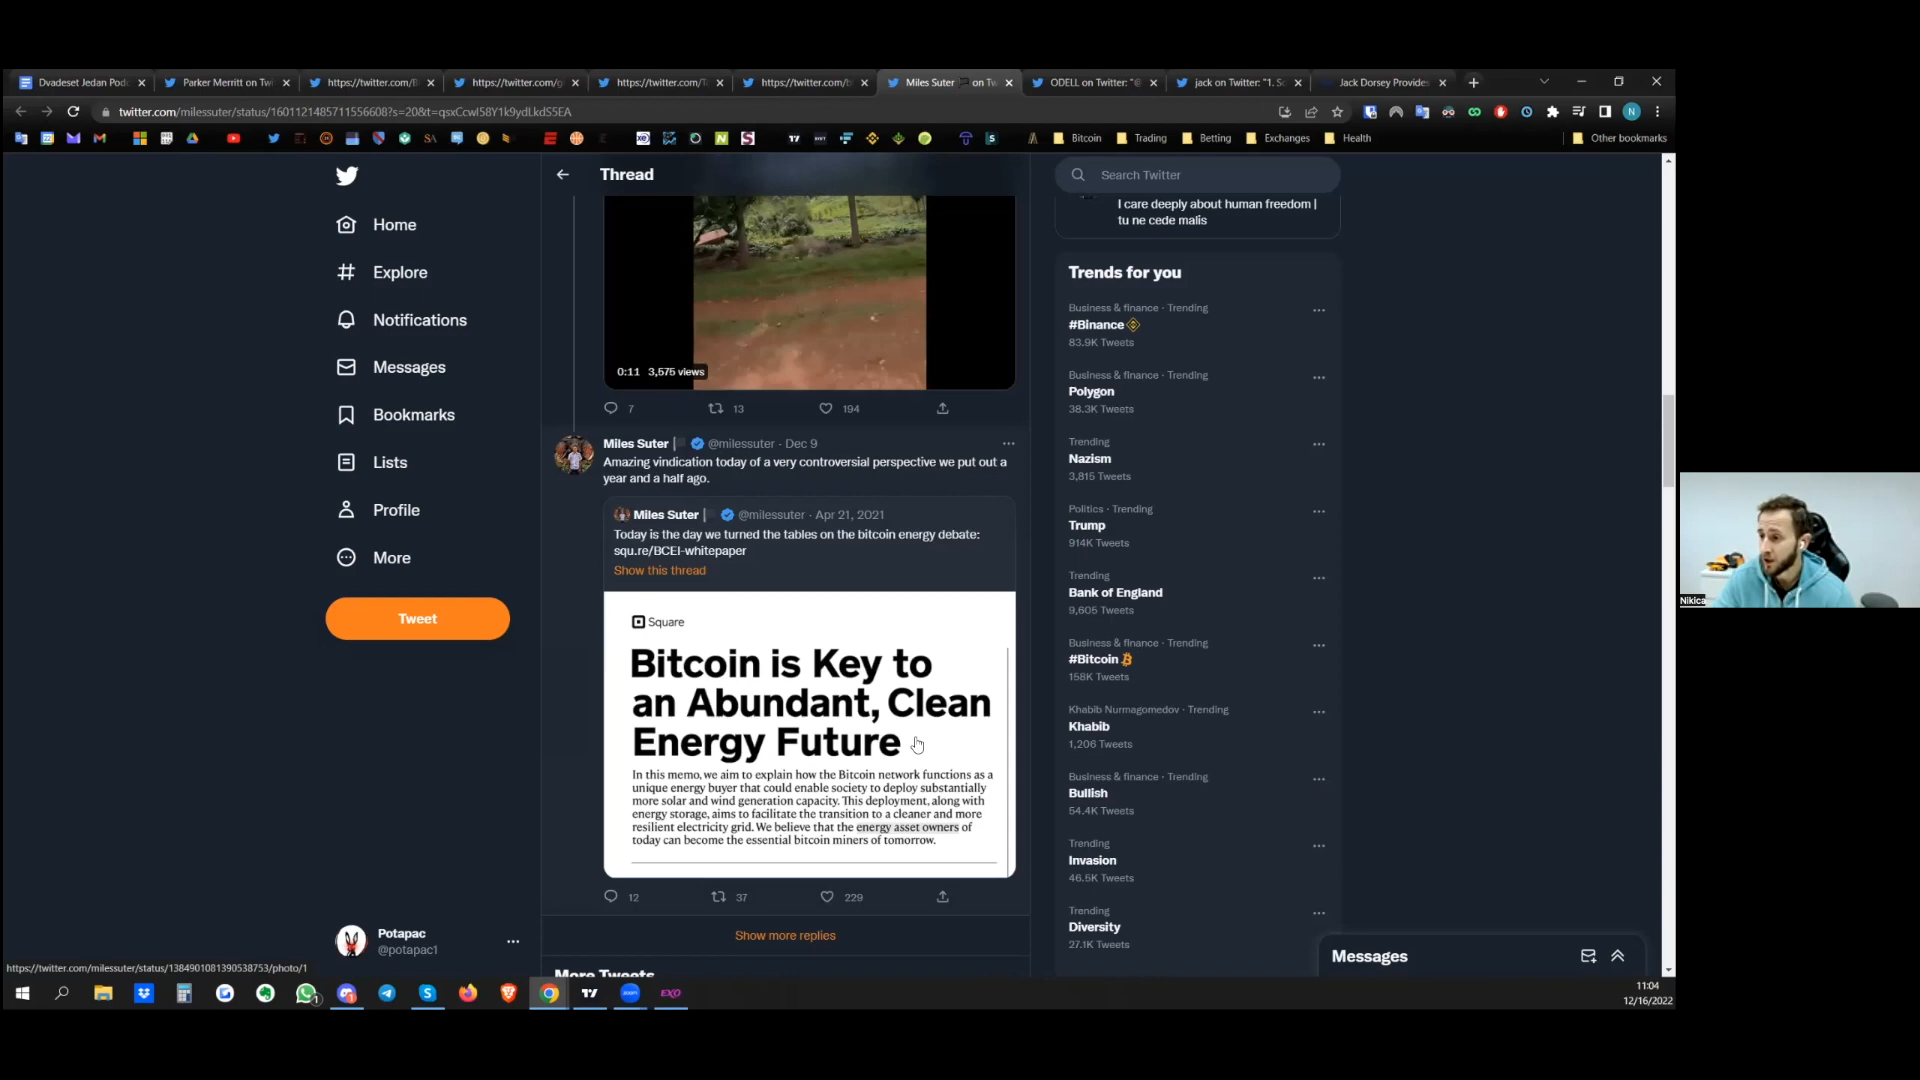 Dvadeset Jedan Pod
Parker Merritt on Twi
https://twitter.com/E
https://twitter.com/g
https://twitter.com/T
https://twitter.com/b
Miles Suter on Tw
ODELL on Twitter: "@
jack on Twitter: "1. Sc
Jack Dorsey Provides
twitter.com/milessuter/status/1601121485711556608?s=20&t=qsxCcwI58Y1k9ydLkdS5EA
Bitcoin
Trading
Betting
Exchanges
Health
Other bookmarks
Home
Explore
Notifications
Messages
Bookmarks
Lists
Profile
More
Tweet
Potapac
@potapac1
Thread
0:11 3,575 views
7 13 194
Miles Suter @milessuter · Dec 9
Amazing vindication today of a very controversial perspective we put out a
year and a half ago.
Miles Suter @milessuter · Apr 21, 2021
Today is the day we turned the tables on the bitcoin energy debate:
squ.re/BCEI-whitepaper
Show this thread
Square
Bitcoin is Key to
an Abundant, Clean
Energy Future
In this memo, we aim to explain how the Bitcoin network functions as a
unique energy buyer that could enable society to deploy substantially
more solar and wind generation capacity. This deployment, along with
energy storage, aims to facilitate the transition to a cleaner and more
resilient electricity grid. We believe that the energy asset owners of
today can become the essential bitcoin miners of tomorrow.
12 37 229
Show more replies
More Tweets
Search Twitter
I care deeply about human freedom |
tu ne cede malis
Trends for you
Business & finance · Trending
#Binance
83.9K Tweets
Business & finance · Trending
Polygon
38.3K Tweets
Trending
Nazism
3,815 Tweets
Politics · Trending
Trump
914K Tweets
Trending
Bank of England
9,605 Tweets
Business & finance · Trending
#Bitcoin
158K Tweets
Khabib Nurmagomedov · Trending
Khabib
1,206 Tweets
Business & finance · Trending
Bullish
54.4K Tweets
Trending
Invasion
46.5K Tweets
Trending
Diversity
27.1K Tweets
Messages
https://twitter.com/milessuter/status/1384901081390538753/photo/1
11:04
12/16/2022
Nikica